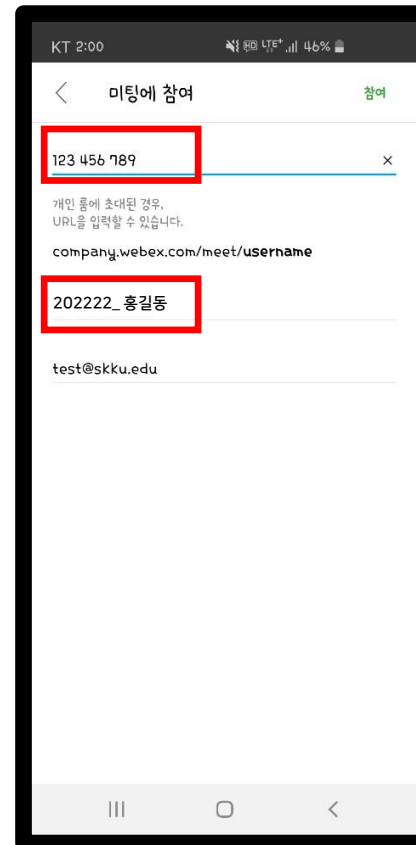 KT 2:00 HD LTE+ 46%
미팅에 참여 참여
123 456 789
개인 룸에 초대된 경우,
URL을 입력할 수 있습니다.
company.webex.com/meet/username
202222_ 홍길동
test@skku.edu